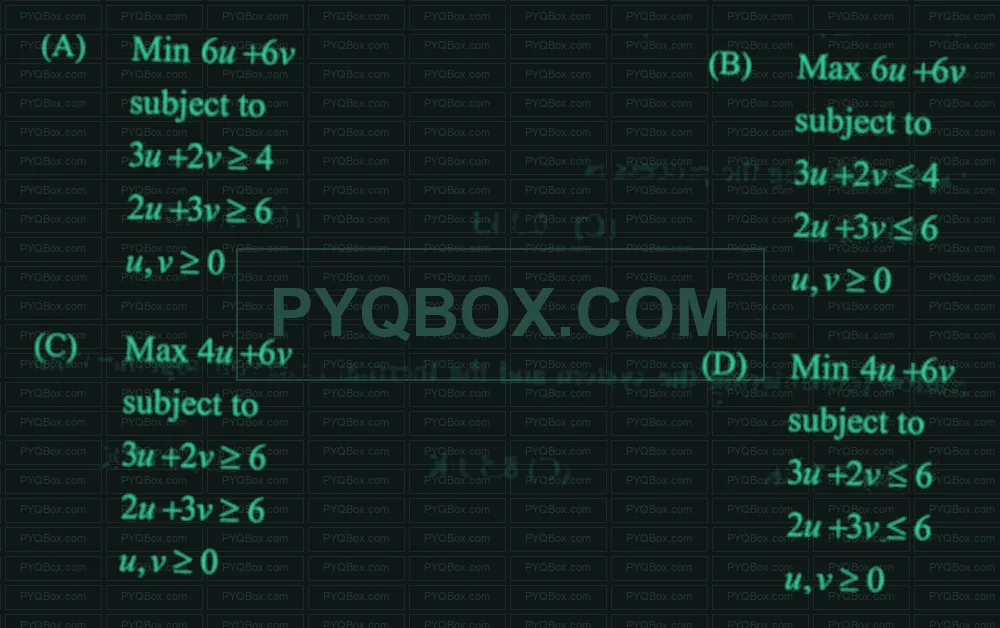 (A) Min 6u+6v
subject to
3u+2v≥4
2u+3v≥6
u,v≥0
(B) Max 6u+6v
subject to
3u+2v≤4
2u+3v≤6
u,v≥0
PYQBOX.COM
(C) Max 4u+6v
subject to
3u+2v≥6
2u+3v≥6
u,v≥0
(D) Min 4u+6v
subject to
3u+2v≤6
2u+3v≤6
u,v≥0